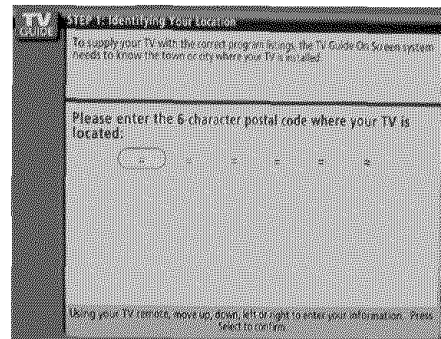 TV
GUIDE
STEP 1: Identifying Your Location
To supply your TV with the correct program listings, the TV Guide On Screen system
needs to know the town or city where your TV is installed.
Please enter the 6-character postal code where your TV is
located:
- - - - - -
Using your TV remote, move up, down, left or right to enter your information. Press
Select to confirm.